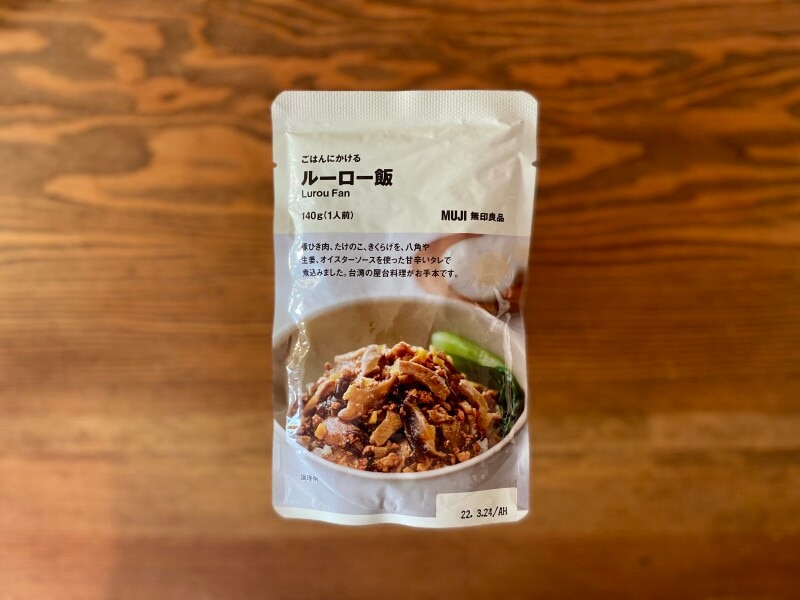 ごはんにかける
ルーロー飯
Lurou Fan
140g(1人前)
MUJI 無印良品
豚ひき肉、たけのこ、きくらげを、八角や
生姜、オイスターソースを使った甘辛いタレで
煮込みました。台湾の屋台料理がお手本です。
調理例
22. 3.24/AH